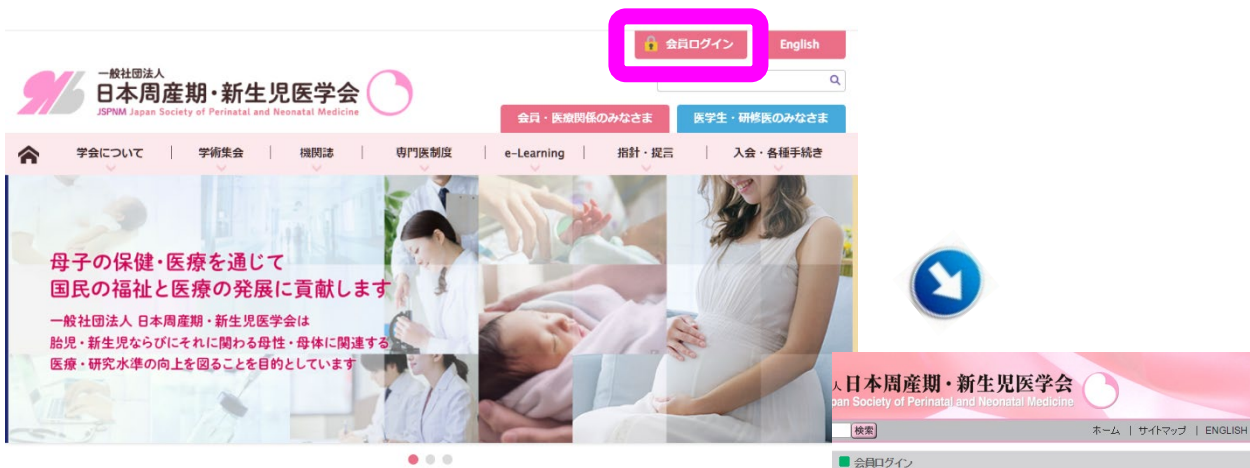 会員ログイン
English
一般社団法人
日本周産期・新生児医学会
JSPNM Japan Society of Perinatal and Neonatal Medicine
会員・医療関係のみなさま
医学生・研修医のみなさま
学会について
学術集会
機関誌
専門医制度
e-Learning
指針・提言
入会・各種手続き
母子の保健・医療を通じて
国民の福祉と医療の発展に貢献します
一般社団法人 日本周産期・新生児医学会は
胎児・新生児ならびにそれに関わる母性・母体に関連する
医療・研究水準の向上を図ることを目的としています
人日本周産期・新生児医学会
pan Society of Perinatal and Neonatal Medicine
検索
ホーム | サイトマップ | ENGLISH
会員ログイン